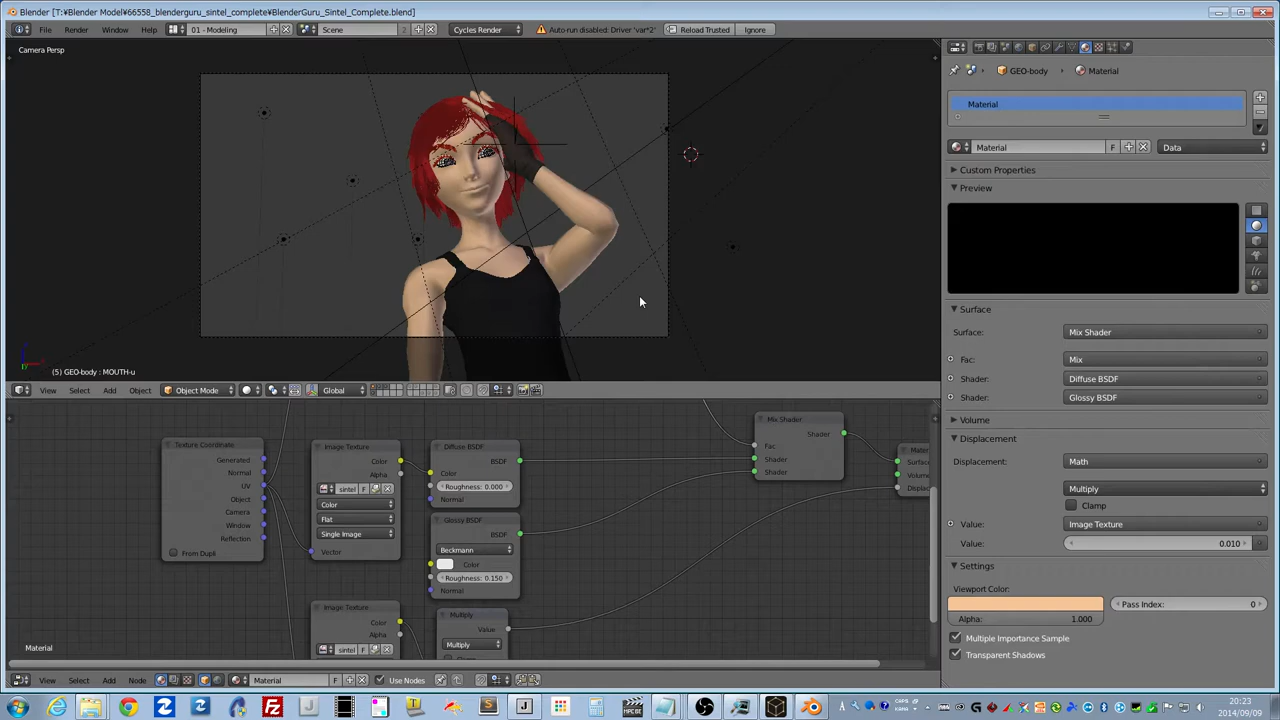 Blender [T:¥Blender Model¥66558_blenderguru_sintel_complete¥BlenderGuru_Sintel_Complete.blend]
File Render Window Help 01 - Modeling Scene 2 Cycles Render Auto-run disabled: Driver 'var*2' Reload Trusted Ignore
Camera Persp
(5) GEO-body : MOUTH-u
View Select Add Object Object Mode Global
Texture Coordinate
Generated
Normal
UV
Object
Camera
Window
Reflection
From Dupli
Image Texture
Color
Alpha
sintel F
Color
Flat
Single Image
Vector
Image Texture
Color
Alpha
sintel F
Diffuse BSDF
BSDF
Color
Roughness: 0.000
Normal
Glossy BSDF
BSDF
Beckmann
Color
Roughness: 0.150
Normal
Multiply
Value
Multiply
Mix Shader
Shader
Fac
Shader
Shader
Mater
Surfac
Volum
Displac
Material
View Select Add Node Material F Use Nodes
GEO-body Material
Material
Material F Data
Custom Properties
Preview
Surface
Surface: Mix Shader
Fac: Mix
Shader: Diffuse BSDF
Shader: Glossy BSDF
Volume
Displacement
Displacement: Math
Multiply
Clamp
Value: Image Texture
Value: 0.010
Settings
Viewport Color:
Alpha: 1.000
Pass Index: 0
Multiple Importance Sample
Transparent Shadows
CAPS
KANA
20:23
2014/09/09